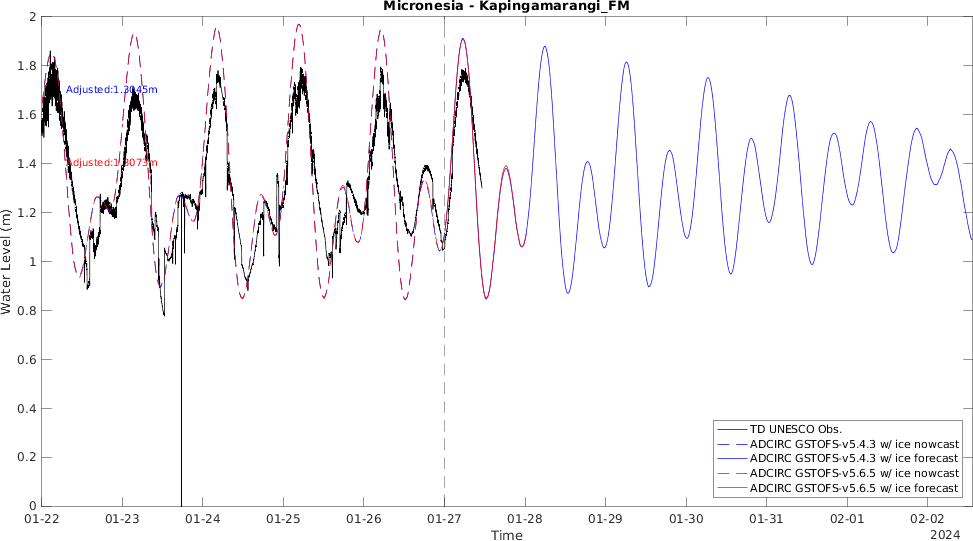 Micronesia - Kapingamarangi_FM
2
1.8
1.6
1.4
1.2
1
0.8
0.6
0.4
0.2
0
Water Level (m)
Adjusted:1.3045m
Adjusted:1.3073m
TD UNESCO Obs.
ADCIRC GSTOFS-v5.4.3 w/ ice nowcast
ADCIRC GSTOFS-v5.4.3 w/ ice forecast
ADCIRC GSTOFS-v5.6.5 w/ ice nowcast
ADCIRC GSTOFS-v5.6.5 w/ ice forecast
01-22 01-23 01-24 01-25 01-26 01-27 01-28 01-29 01-30 01-31 02-01 02-02
Time 2024